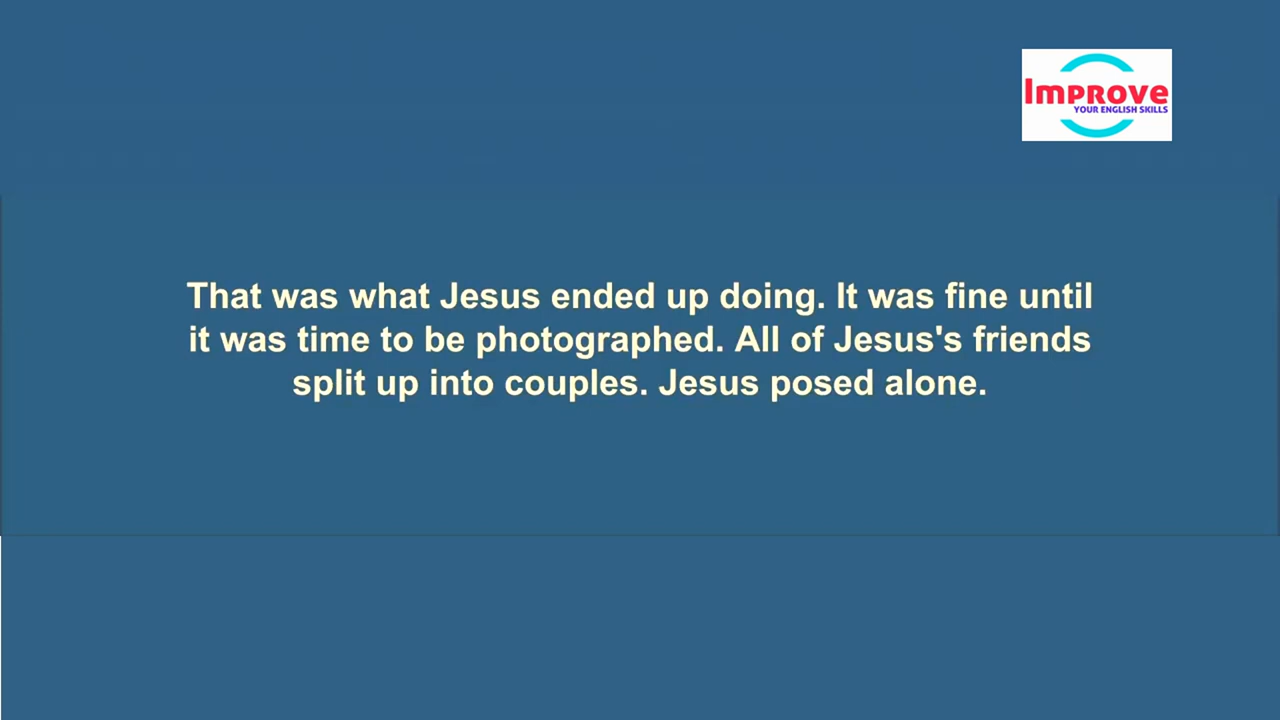 Improve
YOUR ENGLISH SKILLS
That was what Jesus ended up doing. It was fine until
it was time to be photographed. All of Jesus's friends
split up into couples. Jesus posed alone.